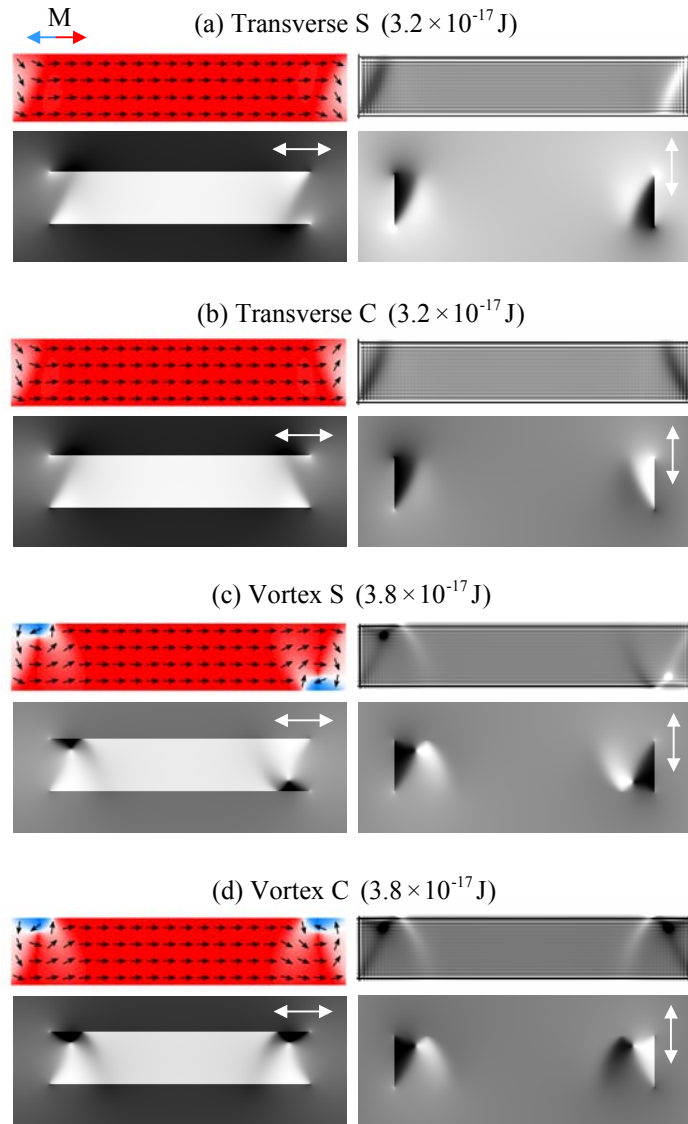 M
(a) Transverse S (3.2 × 10⁻¹⁷ J)
(b) Transverse C (3.2 × 10⁻¹⁷ J)
(c) Vortex S (3.8 × 10⁻¹⁷ J)
(d) Vortex C (3.8 × 10⁻¹⁷ J)